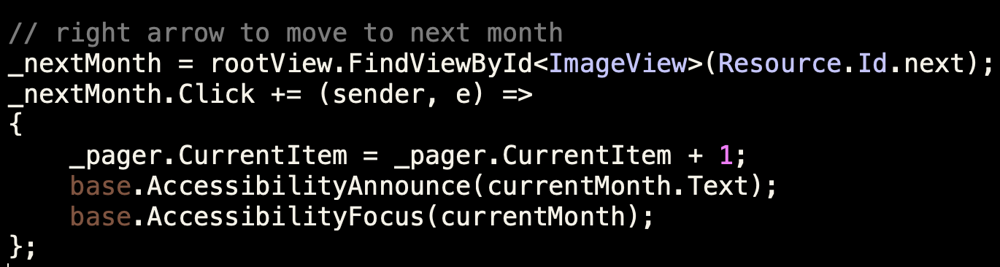 // right arrow to move to next month
_nextMonth = rootView.FindViewById<ImageView>(Resource.Id.next);
_nextMonth.Click += (sender, e) =>
{
    _pager.CurrentItem = _pager.CurrentItem + 1;
    base.AccessibilityAnnounce(currentMonth.Text);
    base.AccessibilityFocus(currentMonth);
};